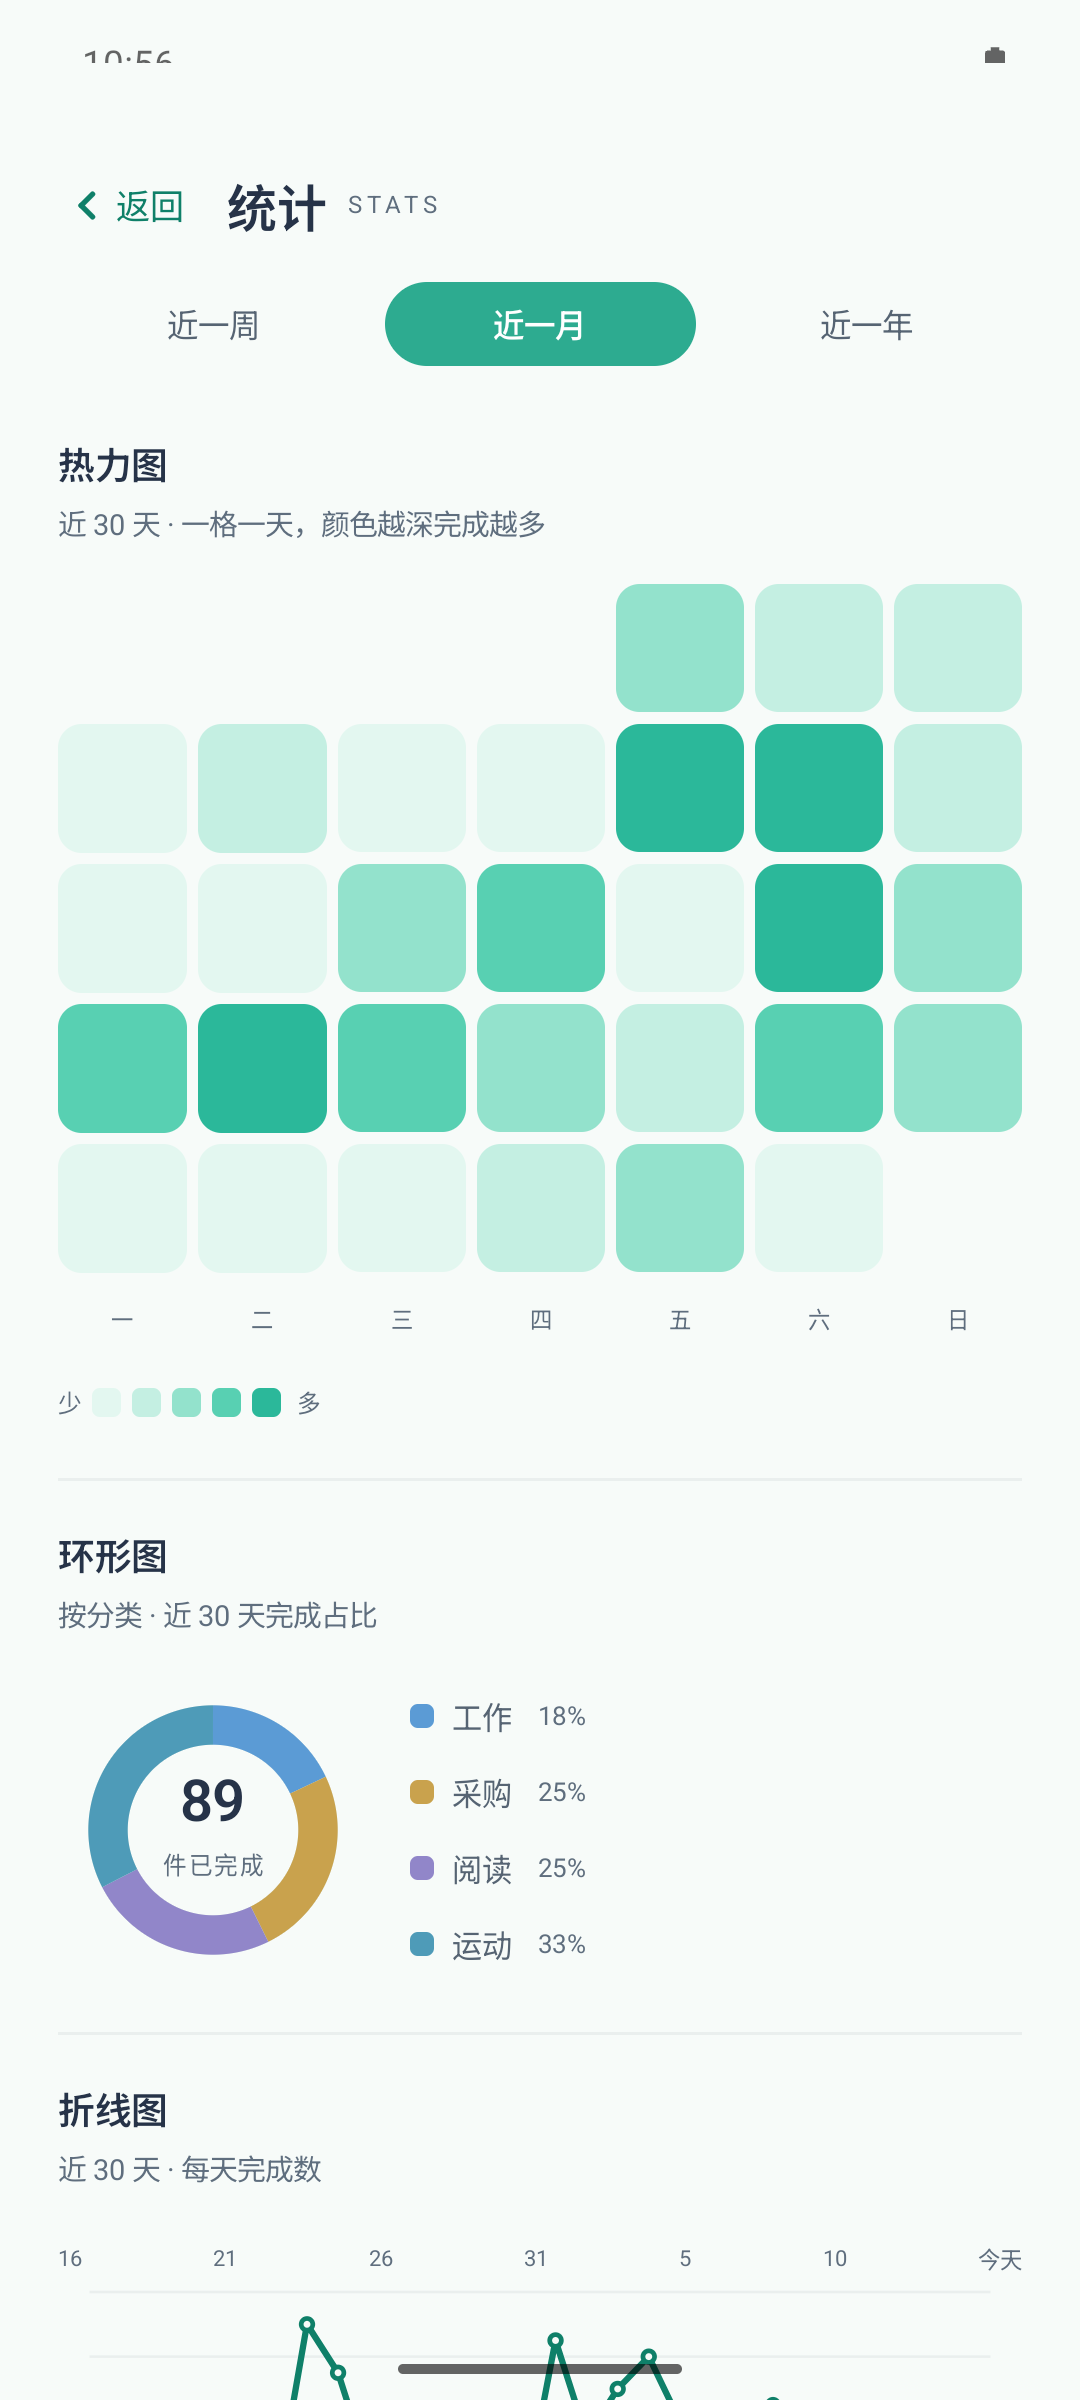 10:56
返回 统计 STATS
近一周 近一月 近一年
热力图
近 30 天 · 一格一天，颜色越深完成越多
一 二 三 四 五 六 日
少 多
环形图
按分类 · 近 30 天完成占比
89
件已完成
工作 18%
采购 25%
阅读 25%
运动 33%
折线图
近 30 天 · 每天完成数
16 21 26 31 5 10 今天